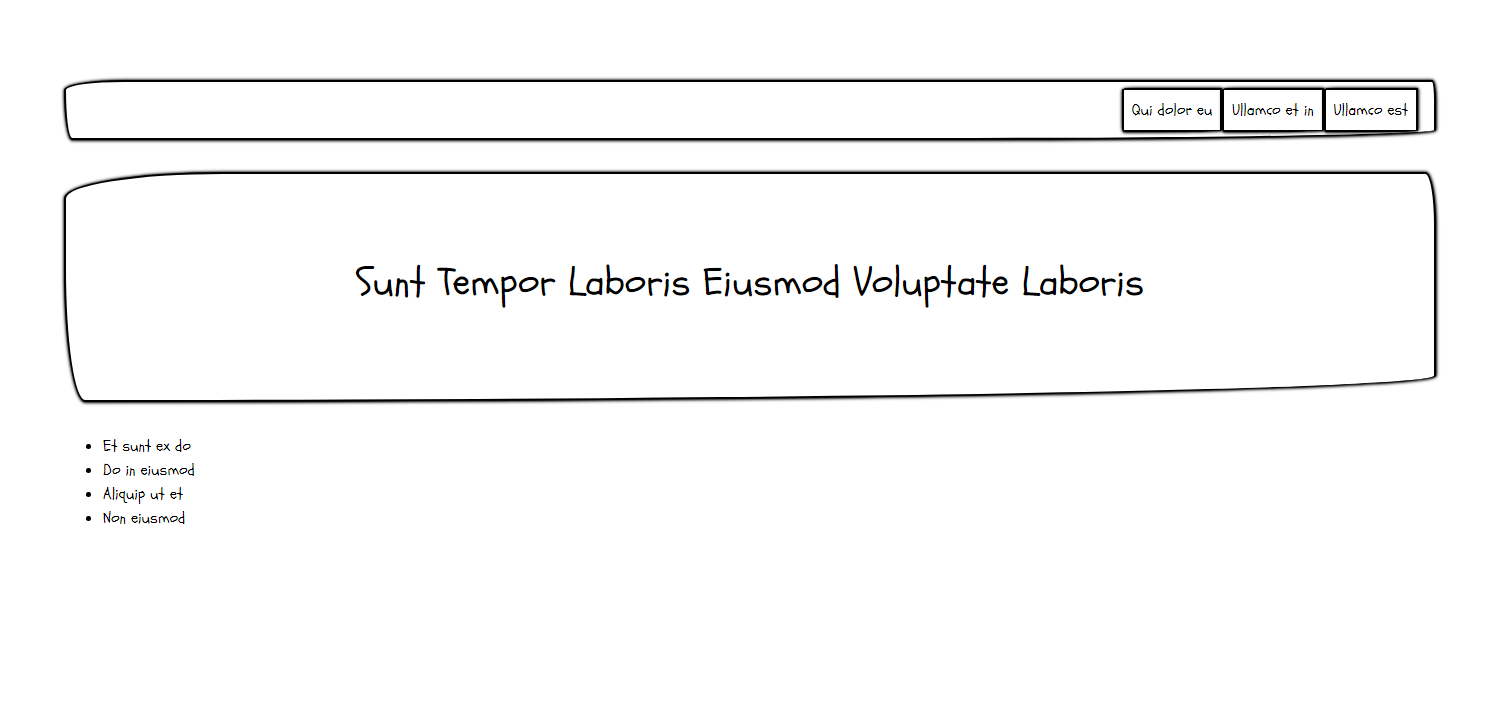 Qui dolor eu Ullamco et in Ullamco est
Sunt Tempor Laboris Eiusmod Voluptate Laboris
Et sunt ex do
Do in eiusmod
Aliquip ut et
Non eiusmod